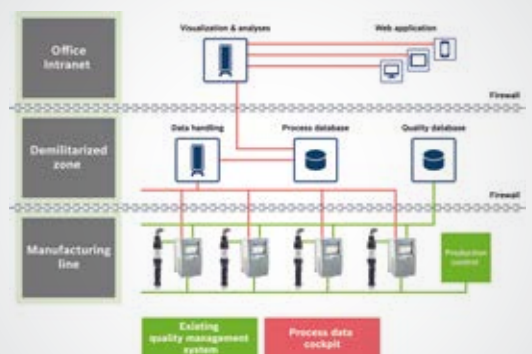 Visualization & analyses
Web application
Office
Intranet
Firewall
Data handling
Process database
Quality database
Demilitarized
zone
Firewall
Manufacturing
line
Production
control
Existing
quality management
system
Process data
cockpit